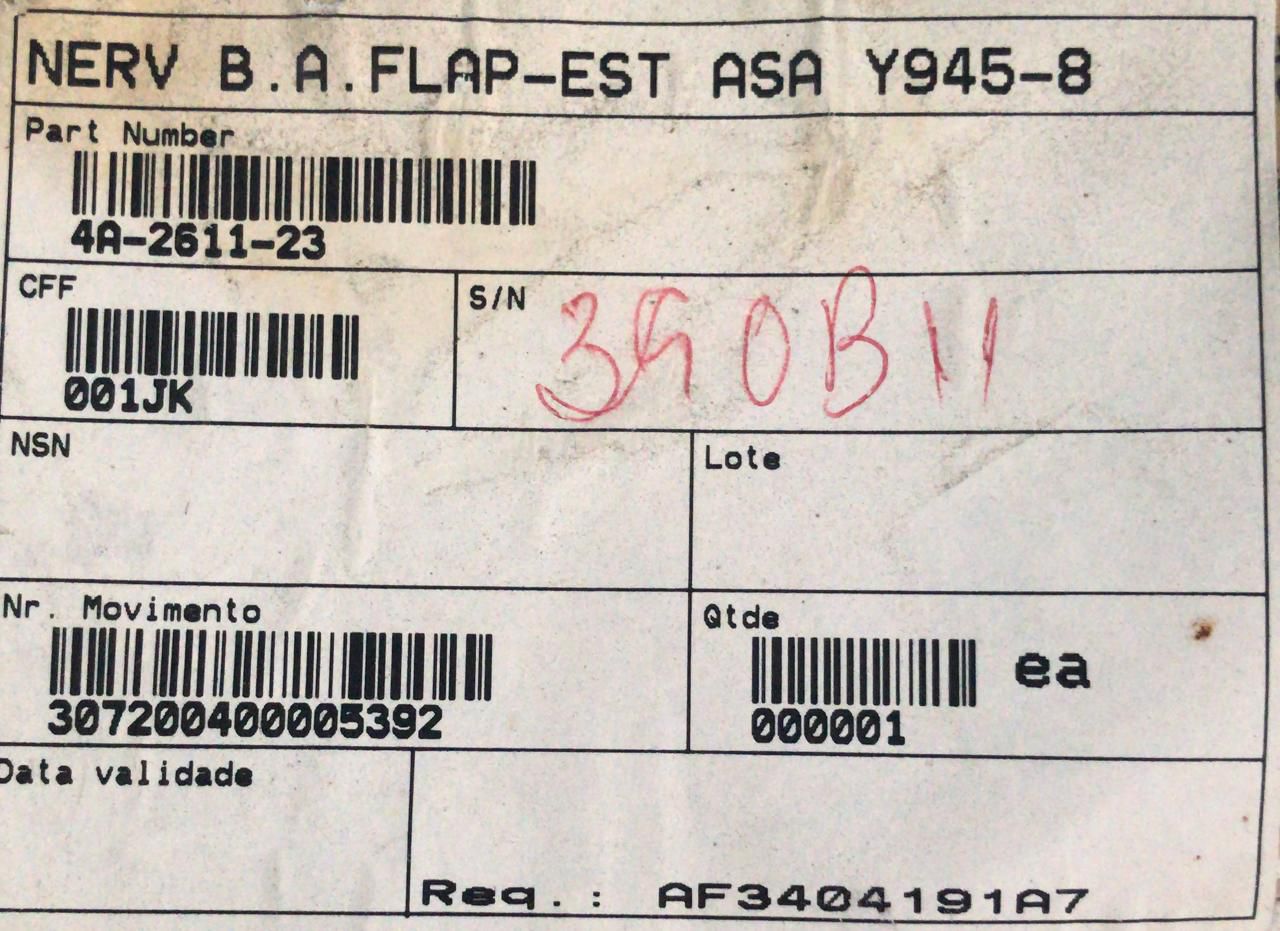 NERV B.A.FLAP-EST ASA Y945-8
Part Number
4A-2611-23
CFF
001JK
S/N
390B11
NSN
Lote
Nr. Movimento
307200400005392
Qtde
000001
ea
Data validade
Req.: AF3404191A7